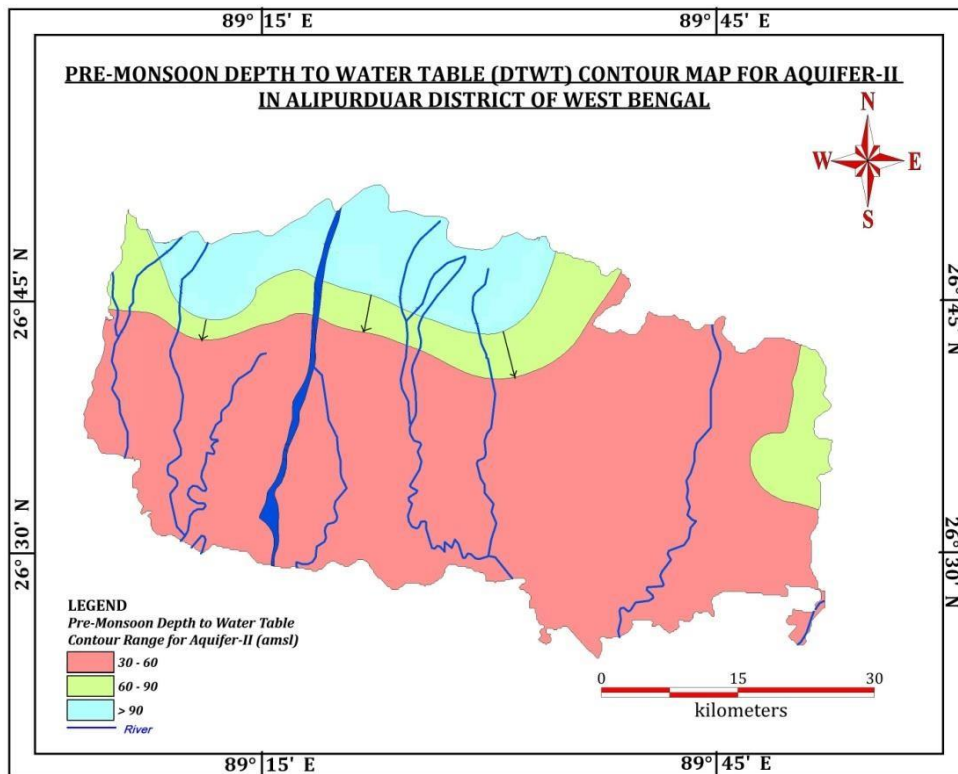 89° 15' E
89° 45' E
PRE-MONSOON DEPTH TO WATER TABLE (DTWT) CONTOUR MAP FOR AQUIFER-II
IN ALIPURDUAR DISTRICT OF WEST BENGAL
N
W
E
S
26° 45' N
26° 45' N
26° 30' N
26° 30' N
LEGEND
Pre-Monsoon Depth to Water Table
Contour Range for Aquifer-II (amsl)
30 - 60
60 - 90
> 90
River
0 15 30
kilometers
89° 15' E
89° 45' E